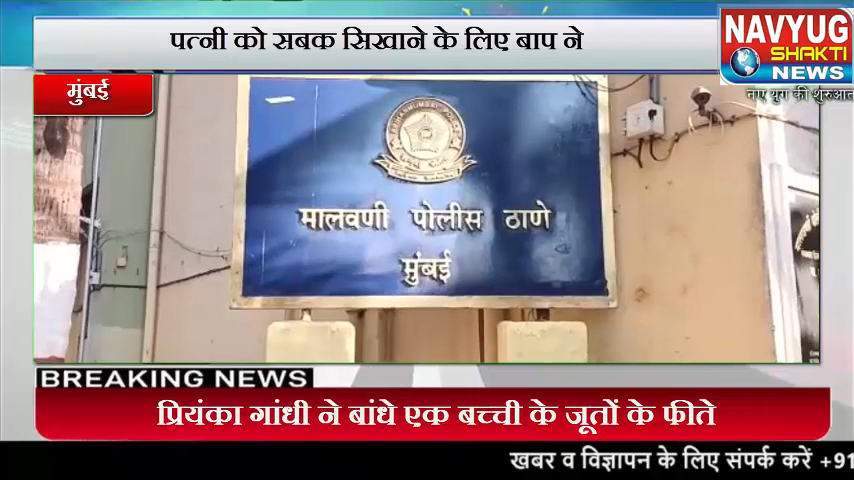 पत्नी को सबक सिखाने के लिए बाप ने
NAVYUG
SHAKTI
NEWS
नए युग की शुरुआत
मुंबई
मालवणी पोलीस ठाणे
मुंबई
BREAKING NEWS
प्रियंका गांधी ने बांधे एक बच्ची के जूतों के फीते
खबर व विज्ञापन के लिए संपर्क करें +91